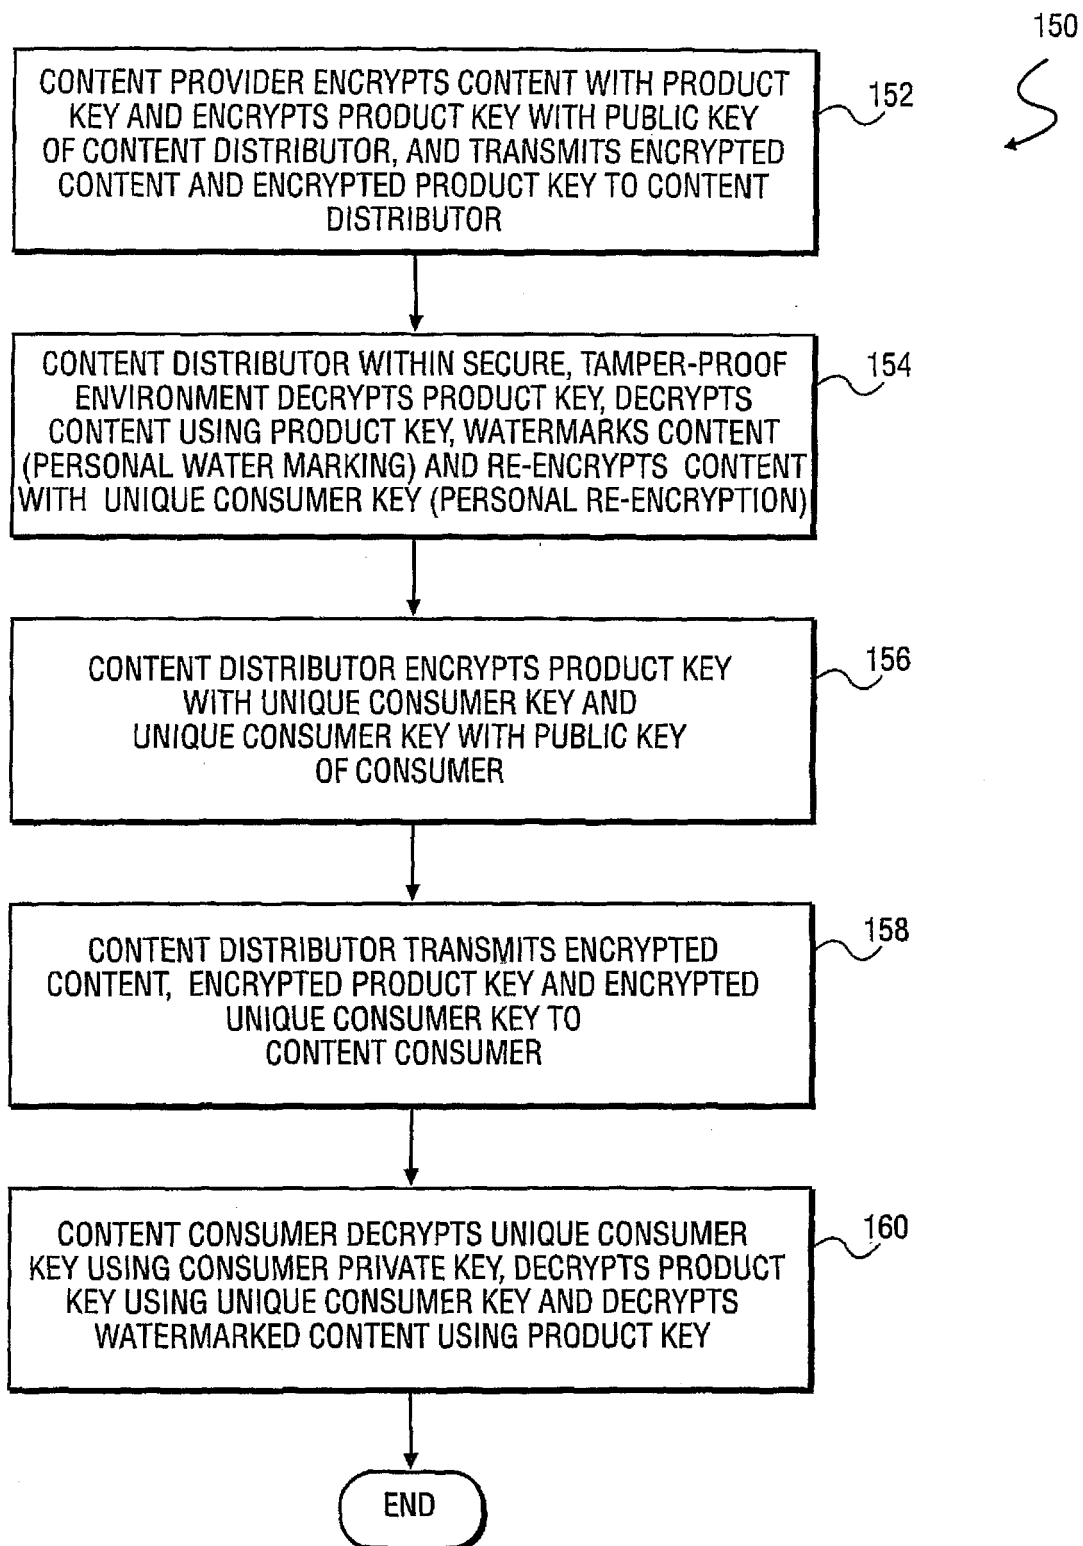 150
CONTENT PROVIDER ENCRYPTS CONTENT WITH PRODUCT
KEY AND ENCRYPTS PRODUCT KEY WITH PUBLIC KEY
OF CONTENT DISTRIBUTOR, AND TRANSMITS ENCRYPTED
CONTENT AND ENCRYPTED PRODUCT KEY TO CONTENT
DISTRIBUTOR
152
CONTENT DISTRIBUTOR WITHIN SECURE, TAMPER-PROOF
ENVIRONMENT DECRYPTS PRODUCT KEY, DECRYPTS
CONTENT USING PRODUCT KEY, WATERMARKS CONTENT
(PERSONAL WATER MARKING) AND RE-ENCRYPTS CONTENT
WITH UNIQUE CONSUMER KEY (PERSONAL RE-ENCRYPTION)
154
CONTENT DISTRIBUTOR ENCRYPTS PRODUCT KEY
WITH UNIQUE CONSUMER KEY AND
UNIQUE CONSUMER KEY WITH PUBLIC KEY
OF CONSUMER
156
CONTENT DISTRIBUTOR TRANSMITS ENCRYPTED
CONTENT, ENCRYPTED PRODUCT KEY AND ENCRYPTED
UNIQUE CONSUMER KEY TO
CONTENT CONSUMER
158
CONTENT CONSUMER DECRYPTS UNIQUE CONSUMER
KEY USING CONSUMER PRIVATE KEY, DECRYPTS PRODUCT
KEY USING UNIQUE CONSUMER KEY AND DECRYPTS
WATERMARKED CONTENT USING PRODUCT KEY
160
END